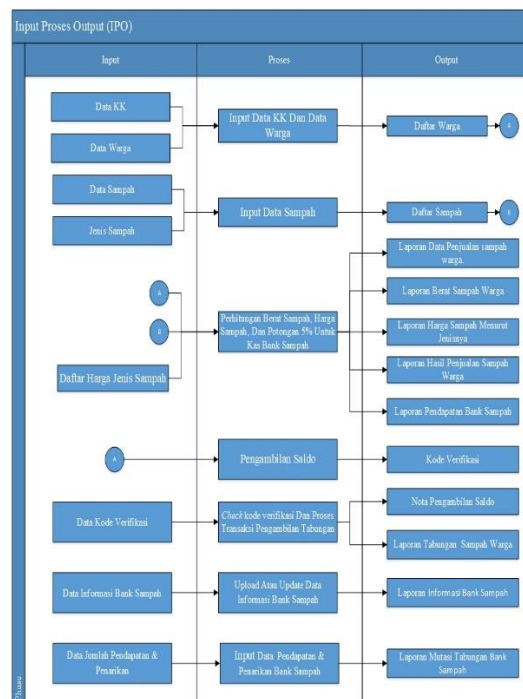 Input Proses Output (IPO)
Input
Proses
Output
Data KK
Data Warga
Input Data KK Dan Data
Warga
Daftar Warga
Data Sampah
Jenis Sampah
Input Data Sampah
Daftar Sampah
B
A
B
Daftar Harga Jenis Sampah
Perhitungan Berat Sampah, Harga
Sampah, Dan Potongan 5% Untuk
Kas Bank Sampah
Laporan Data Penjualan sampah
warga.
Laporan Berat Sampah Warga
Laporan Harga Sampah Menurut
Jenisnya
Laporan Hasil Penjualan Sampah
Warga
Laporan Pendapatan Bank Sampah
A
Pengambilan Saldo
Kode Verifikasi
Data Kode Verifikasi
Check kode verifikasi Dan Proses
Transaksi Pengambilan Tabungan
Nota Pengambilan Saldo
Laporan Tabungan Sampah Warga
Data Informasi Bank Sampah
Upload Atau Update Data
Informasi Bank Sampah
Laporan Informasi Bank Sampah
Data Jumlah Pendapatan &
Penarikan
Input Data Pendapatan &
Penarikan Bank Sampah
Laporan Mutasi Tabungan Bank
Sampah
Phase